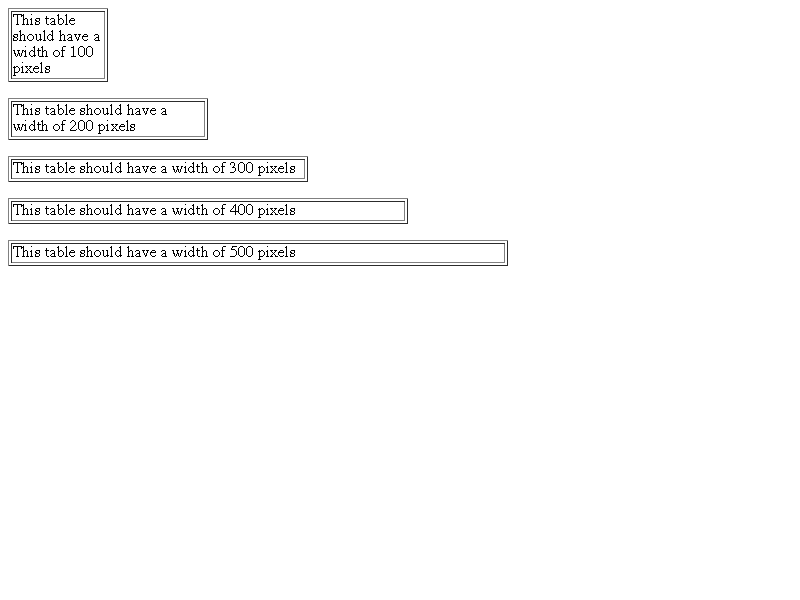 This table
should have a
width of 100
pixels
This table should have a
width of 200 pixels
This table should have a width of 300 pixels
This table should have a width of 400 pixels
This table should have a width of 500 pixels